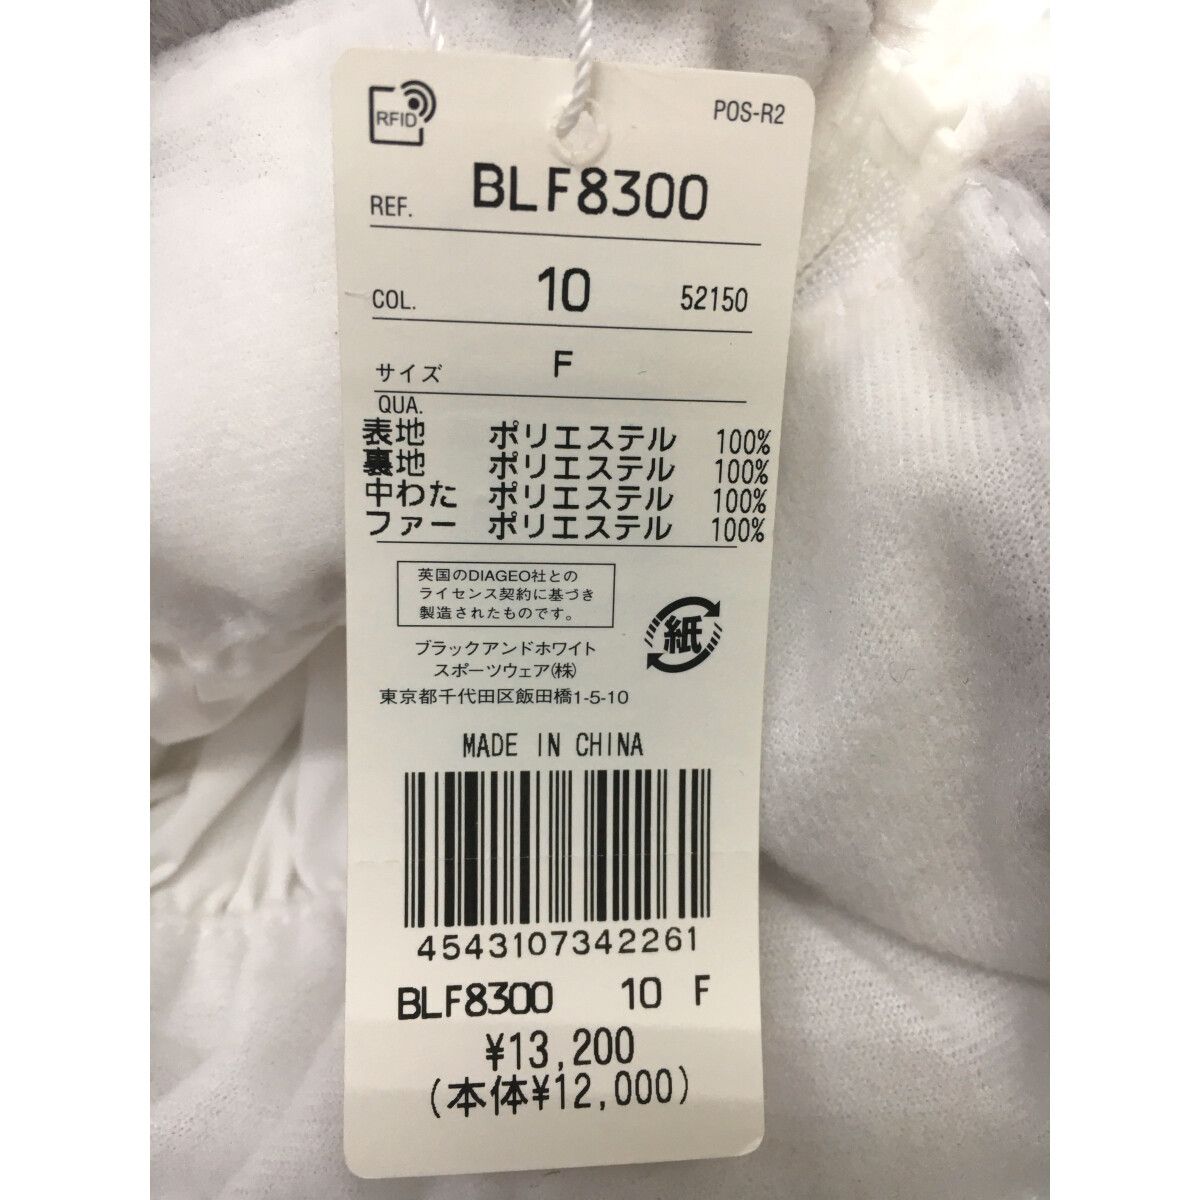 RFID
POS-R2
REF. BLF8300
COL. 10 52150
サイズ F
QUA.
表地 ポリエステル 100%
裏地 ポリエステル 100%
中わた ポリエステル 100%
ファー ポリエステル 100%
英国のDIAGEO社との
ライセンス契約に基づき
製造されたものです。
紙
ブラックアンドホワイト
スポーツウェア(株)
東京都千代田区飯田橋1-5-10
MADE IN CHINA
4543107342261
BLF8300 10 F
¥13,200
(本体¥12,000)